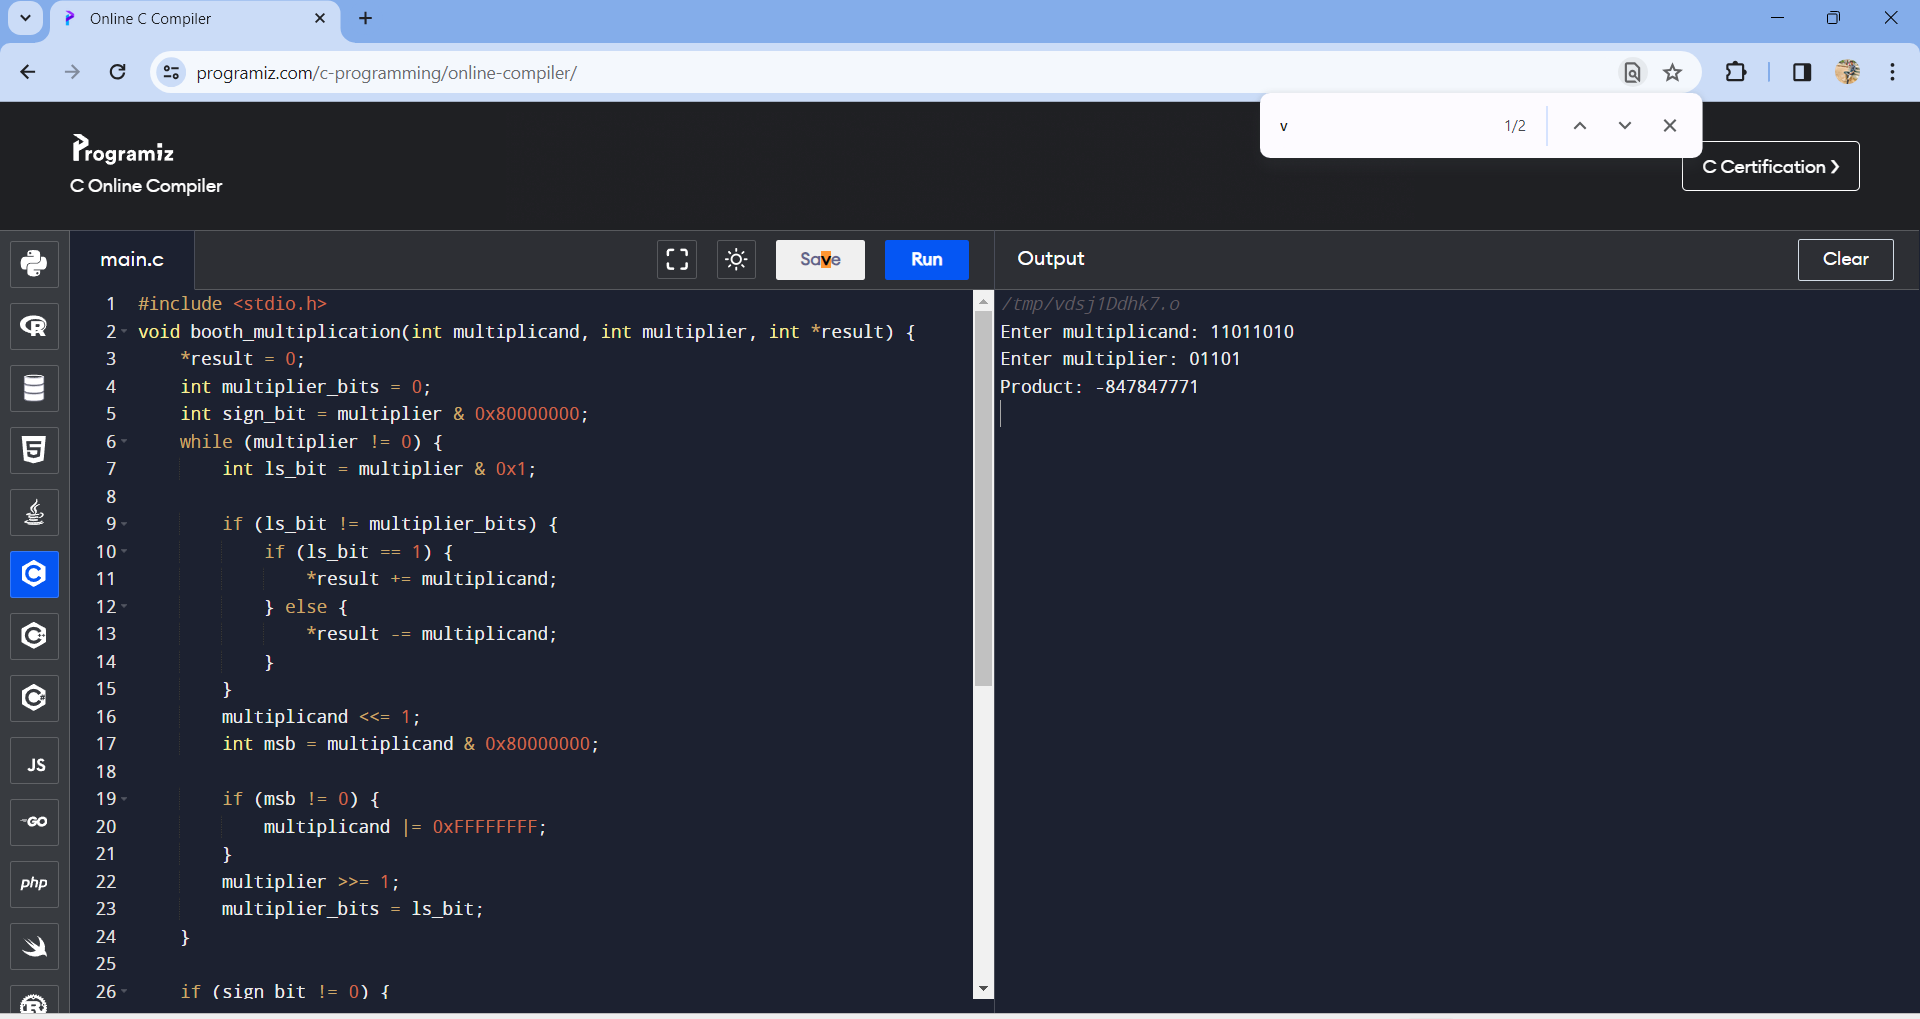 Online C Compiler
programiz.com/c-programming/online-compiler/
v 1/2
Programiz
C Online Compiler
C Certification ❯
main.c
Save
Run
Output
Clear
1 #include <stdio.h>
2 void booth_multiplication(int multiplicand, int multiplier, int *result) {
3     *result = 0;
4     int multiplier_bits = 0;
5     int sign_bit = multiplier & 0x80000000;
6     while (multiplier != 0) {
7         int ls_bit = multiplier & 0x1;
8
9         if (ls_bit != multiplier_bits) {
10             if (ls_bit == 1) {
11                 *result += multiplicand;
12             } else {
13                 *result -= multiplicand;
14             }
15         }
16         multiplicand <<= 1;
17         int msb = multiplicand & 0x80000000;
18
19         if (msb != 0) {
20             multiplicand |= 0xFFFFFFFF;
21         }
22         multiplier >>= 1;
23         multiplier_bits = ls_bit;
24     }
25
26     if (sign_bit != 0) {
/tmp/vdsj1Ddhk7.o
Enter multiplicand: 11011010
Enter multiplier: 01101
Product: -847847771
JS
GO
php